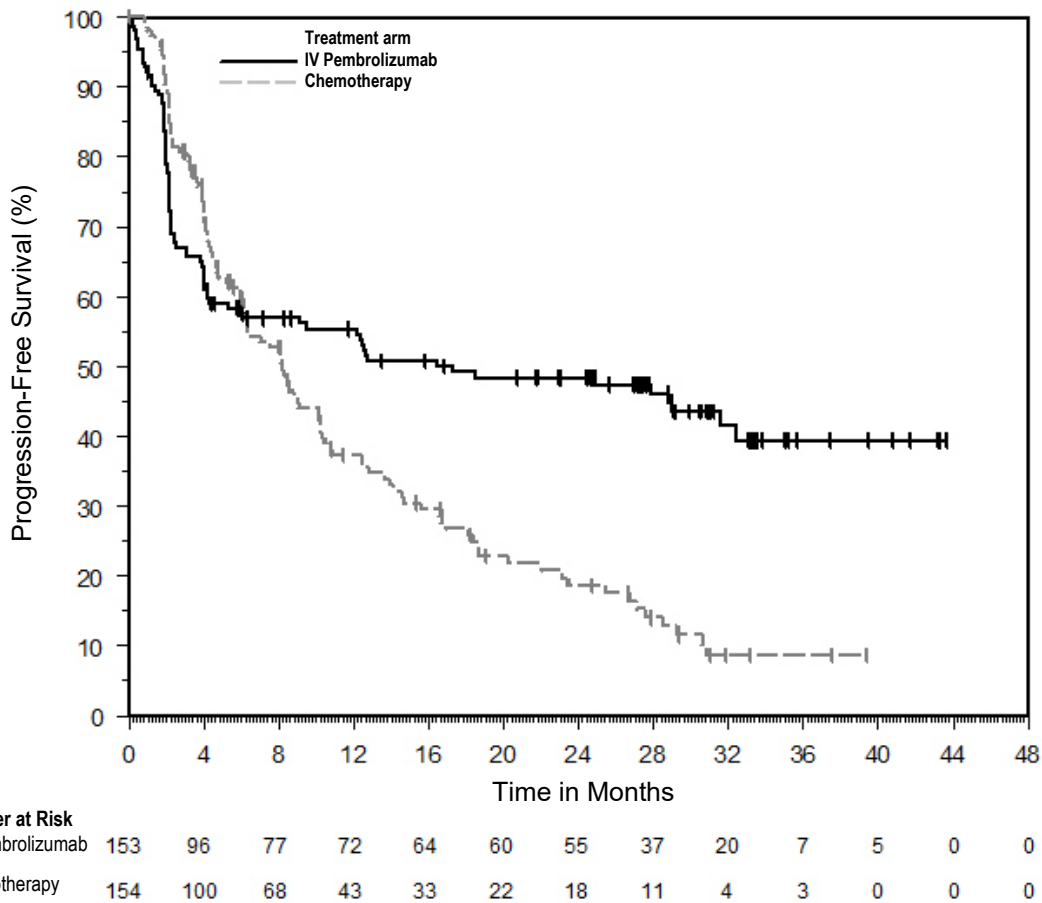 Treatment arm
IV Pembrolizumab
Chemotherapy
100
90
80
70
60
50
40
30
20
10
0
Progression-Free Survival (%)
0 4 8 12 16 20 24 28 32 36 40 44 48
Time in Months
er at Risk
nbrolizumab 153 96 77 72 64 60 55 37 20 7 5 0 0
otherapy 154 100 68 43 33 22 18 11 4 3 0 0 0